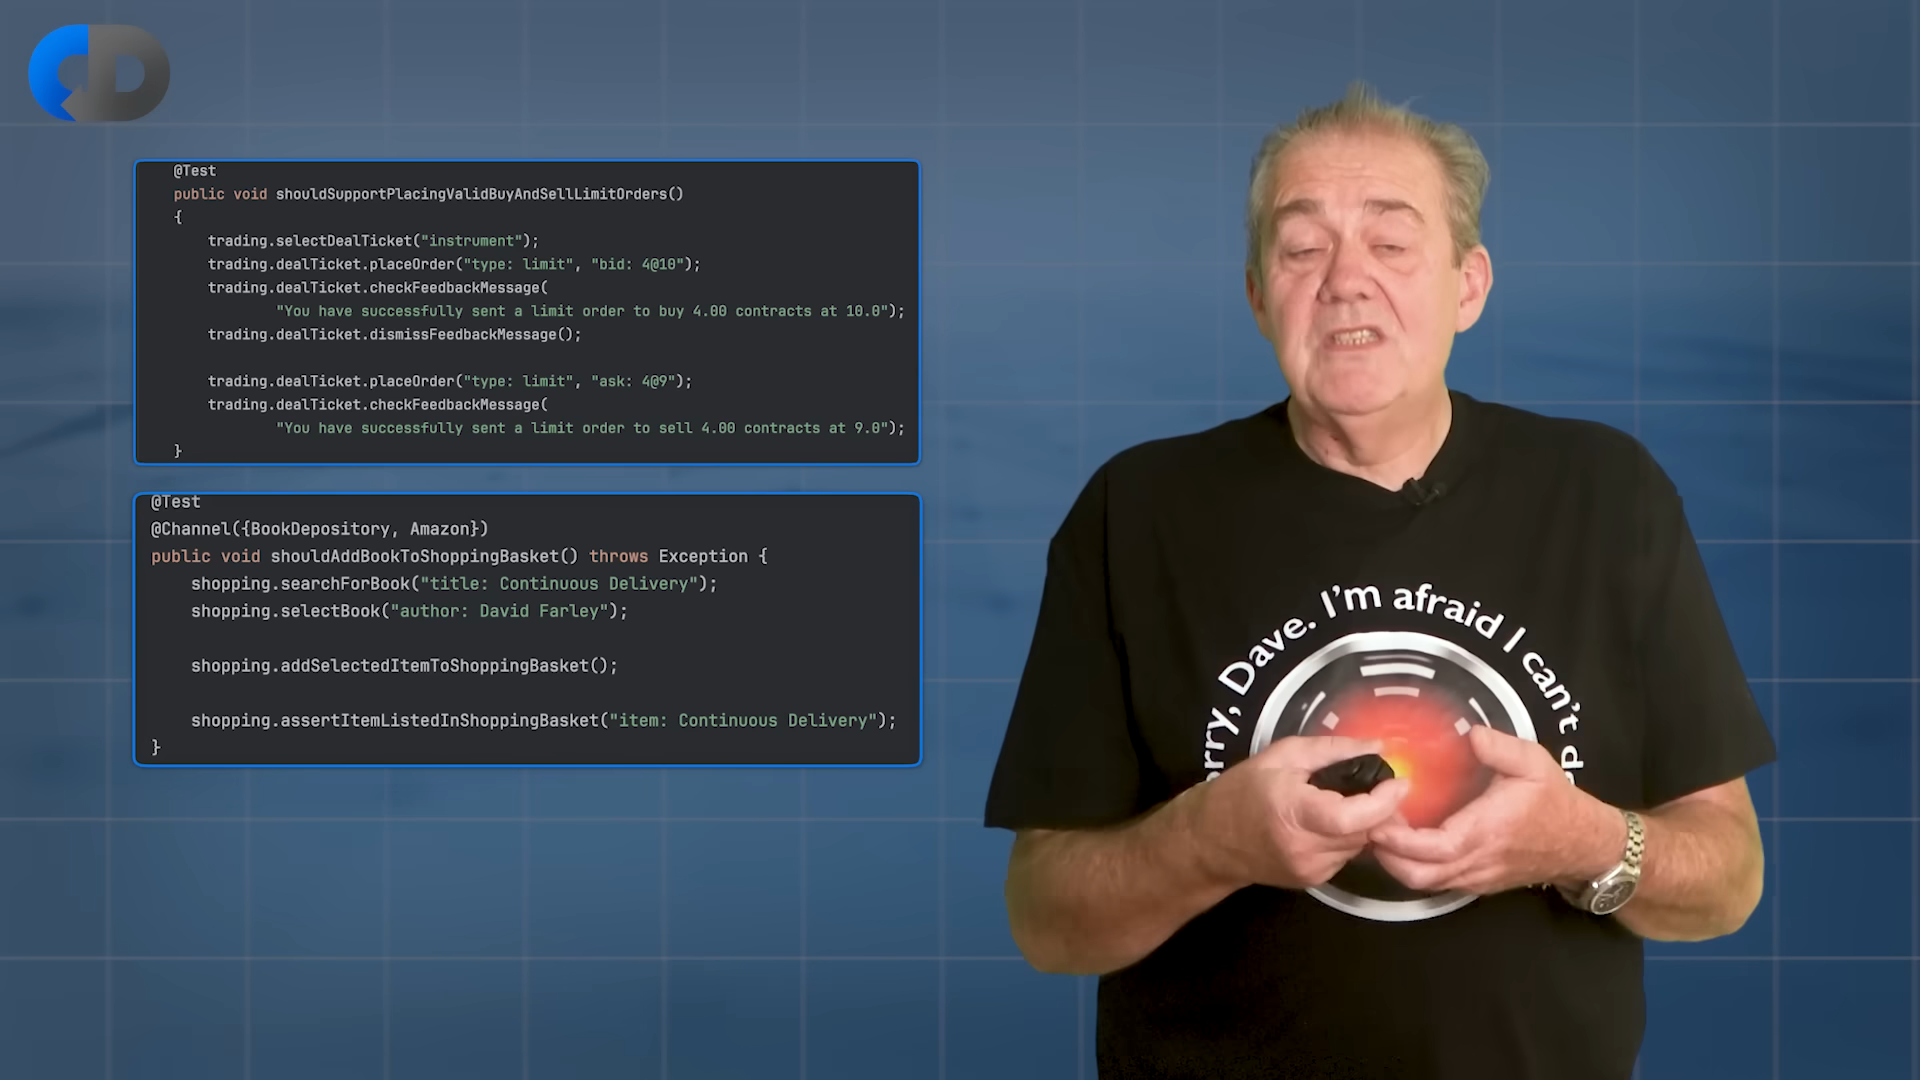 CD
@Test
public void shouldSupportPlacingValidBuyAndSellLimitOrders()
{
trading.selectDealTicket("instrument");
trading.dealTicket.placeOrder("type: limit", "bid: 4@10");
trading.dealTicket.checkFeedbackMessage(
"You have successfully sent a limit order to buy 4.00 contracts at 10.0");
trading.dealTicket.dismissFeedbackMessage();
trading.dealTicket.placeOrder("type: limit", "ask: 4@9");
trading.dealTicket.checkFeedbackMessage(
"You have successfully sent a limit order to sell 4.00 contracts at 9.0");
}
@Test
@Channel({BookDepository, Amazon})
public void shouldAddBookToShoppingBasket() throws Exception {
shopping.searchForBook("title: Continuous Delivery");
shopping.selectBook("author: David Farley");
shopping.addSelectedItemToShoppingBasket();
shopping.assertItemListedInShoppingBasket("item: Continuous Delivery");
}
Dave. I'm afraid I can't